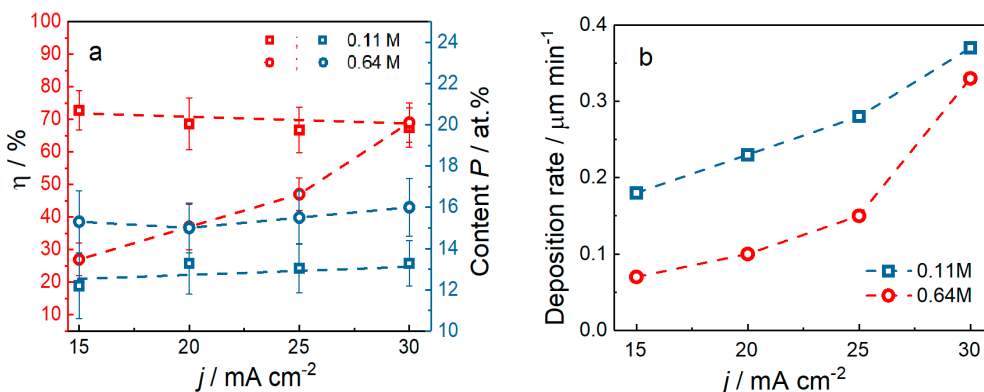 a
0.11 M
0.64 M
100
90
80
70
60
50
40
30
20
10
η / %
24
22
20
18
16
14
12
10
Content P / at.%
15
20
25
30
j / mA cm⁻²
b
0.4
0.3
0.2
0.1
0.0
Deposition rate / μm min⁻¹
0.11M
0.64M
15
20
25
30
j / mA cm⁻²